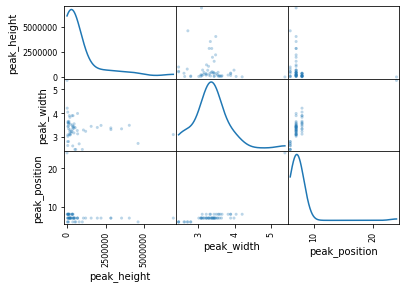 peak_height
5000000
2500000
0
peak_width
5
4
3
peak_position
20
10
0
2500000
5000000
3
4
5
10
20
peak_height
peak_width
peak_position